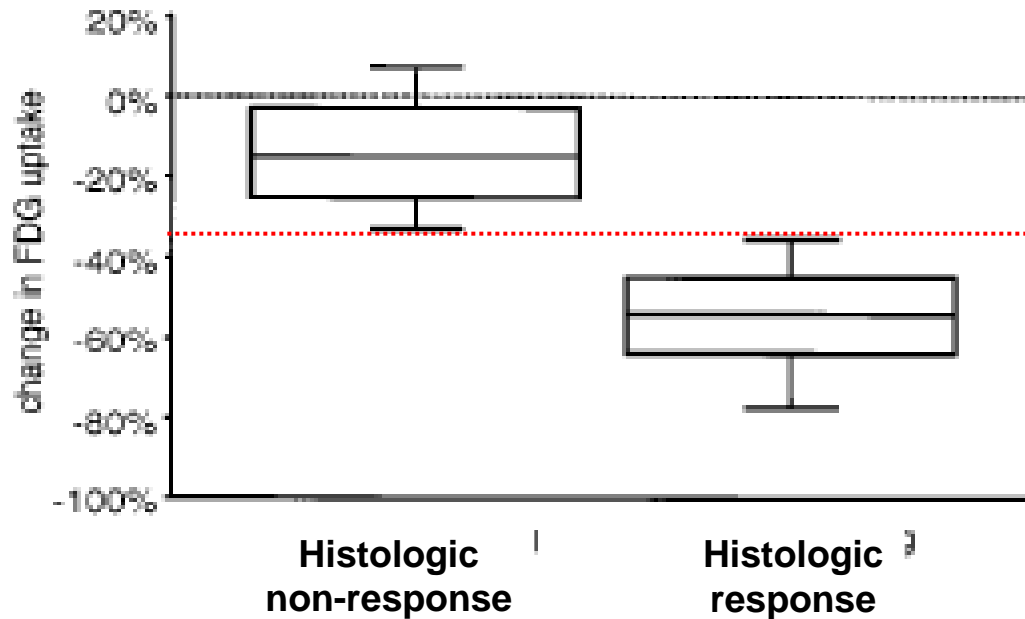 20%
0%
-20%
-40%
-60%
-80%
-100%
change in FDG uptake
Histologic
non-response
Histologic
response